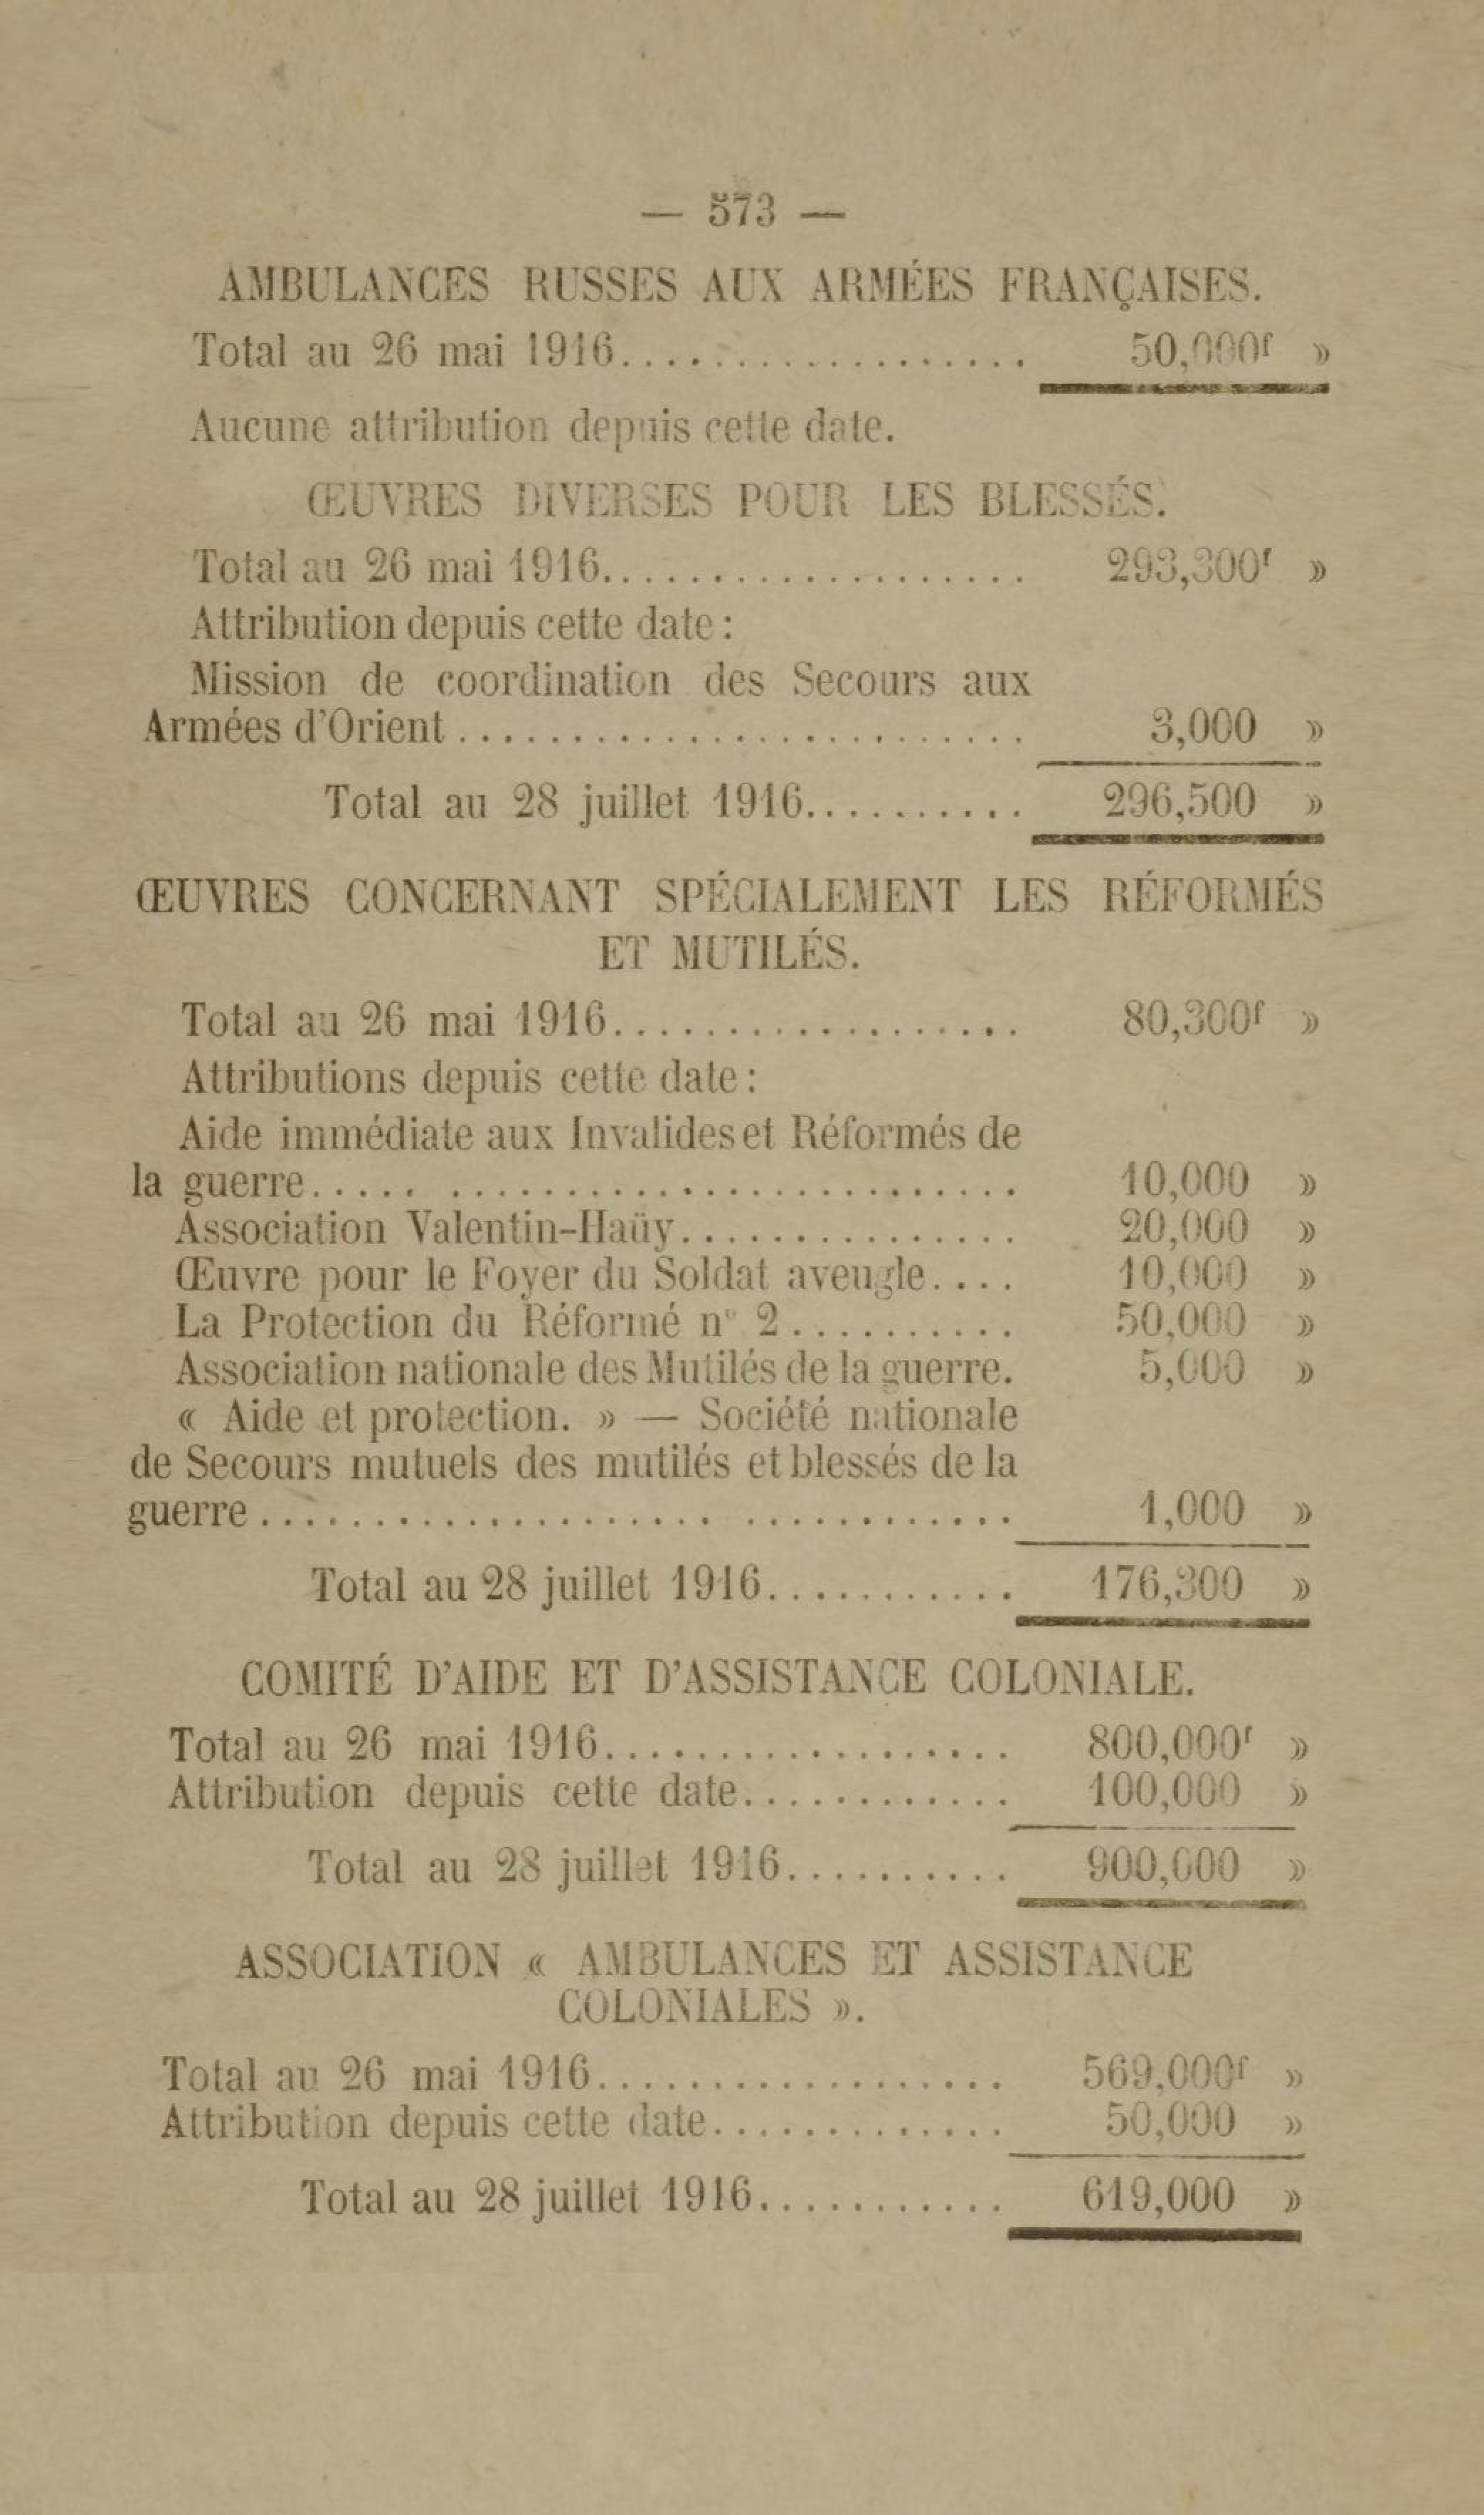 — 573 —
AMBULANCES RUSSES AUX ARMÉES FRANÇAISES.
Total au 26 mai 1916.................. 50,000f »
Aucune attribution depuis cette date.
ŒUVRES DIVERSES POUR LES BLESSÉS.
Total au 26 mai 1916................... 293,300f »
Attribution depuis cette date :
Mission de coordination des Secours aux
Armées d'Orient......................... 3,000 »
Total au 28 juillet 1916.......... 296,500 »
ŒUVRES CONCERNANT SPÉCIALEMENT LES RÉFORMÉS
ET MUTILÉS.
Total au 26 mai 1916.................. 80,300f »
Attributions depuis cette date :
Aide immédiate aux Invalides et Réformés de
la guerre..... ......................... 10,000 »
Association Valentin-Haüy............... 20,000 »
Œuvre pour le Foyer du Soldat aveugle.... 10,000 »
La Protection du Réformé n° 2.......... 50,000 »
Association nationale des Mutilés de la guerre. 5,000 »
« Aide et protection. » — Société nationale
de Secours mutuels des mutilés et blessés de la
guerre.................... ............ 1,000 »
Total au 28 juillet 1916........... 176,300 »
COMITÉ D'AIDE ET D'ASSISTANCE COLONIALE.
Total au 26 mai 1916.................. 800,000f »
Attribution depuis cette date............ 100,000 »
Total au 28 juillet 1916.......... 900,000 »
ASSOCIATION « AMBULANCES ET ASSISTANCE
COLONIALES ».
Total au 26 mai 1916.................. 569,000f »
Attribution depuis cette date............. 50,000 »
Total au 28 juillet 1916........... 619,000 »